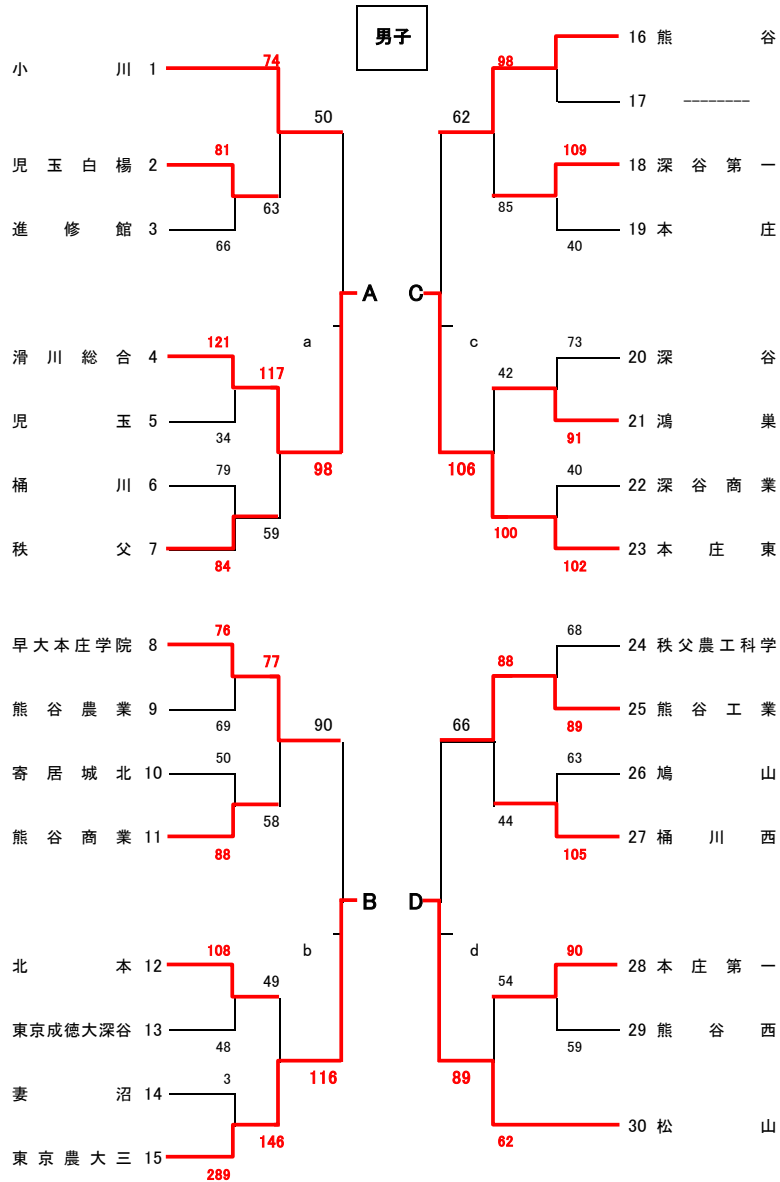 男子
小川 1
74
50
児玉白楊 2
81
63
進修館 3
66
A
a
滑川総合 4
121
117
児玉 5
34
98
桶川 6
79
59
秩父 7
84
早大本庄学院 8
76
77
熊谷農業 9
69
90
寄居城北 10
50
58
熊谷商業 11
88
B
b
北本 12
108
49
東京成徳大深谷 13
48
116
妻沼 14
3
146
東京農大三 15
289
16 熊谷
98
62
17 --------
109
18 深谷第一
85
19 本庄
40
C
c
73
20 深谷
42
21 鴻巣
91
106
40
22 深谷商業
100
23 本庄東
102
68
24 秩父農工科学
88
25 熊谷工業
89
66
63
26 鳩山
44
27 桶川西
105
D
d
90
28 本庄第一
54
29 熊谷西
59
89
30 松山
62